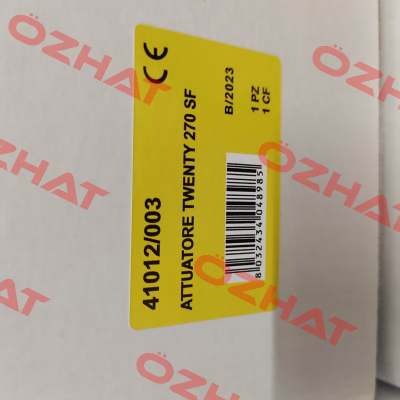 41012/003
ATTUATORE TWENTY 270 SF
B/2023
1 PZ
1 CF
8032434048985
CE
ÖZHAT
ÖZHAT
ÖZHAT
ÖZHAT
ÖZHAT
ÖZHAT